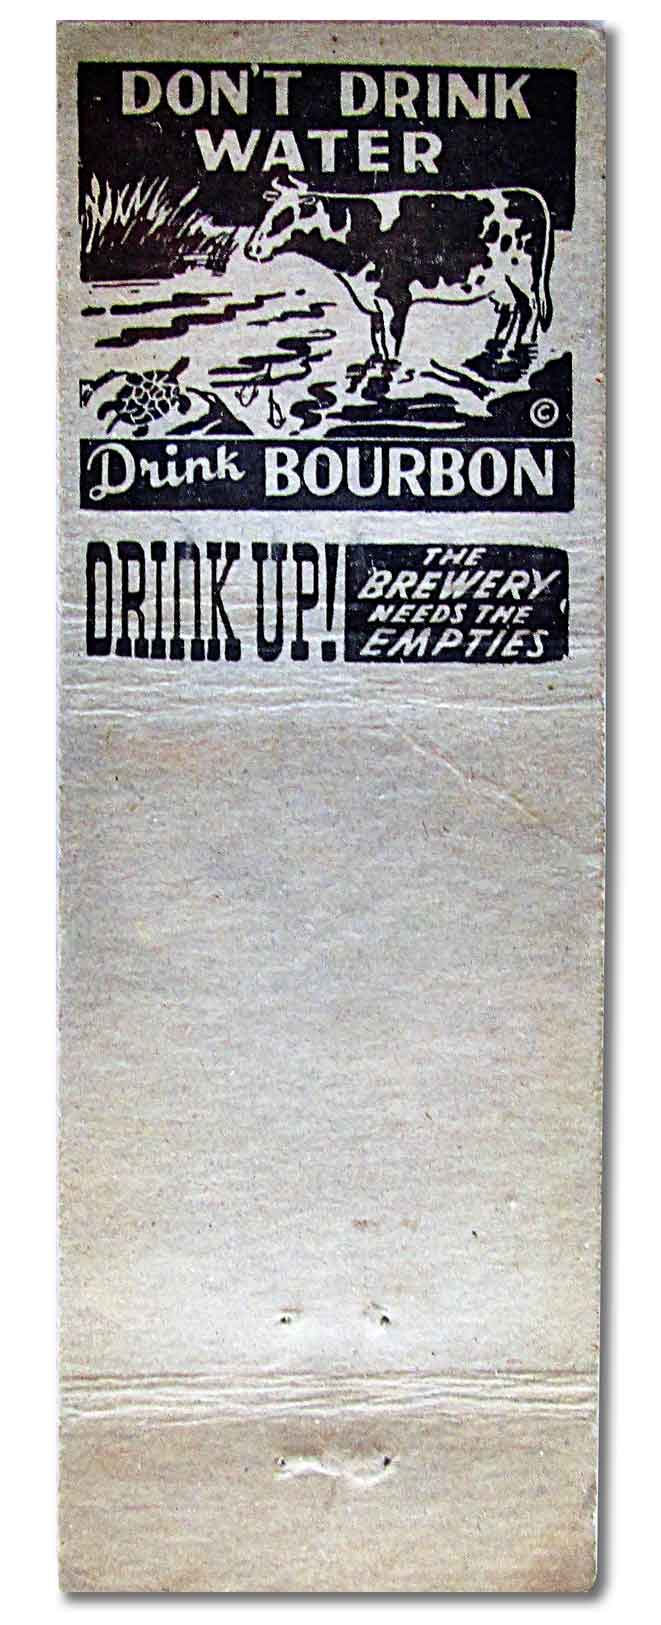 DON'T DRINK
WATER
©
Drink BOURBON
DRINK UP!
THE
BREWERY
NEEDS THE
EMPTIES